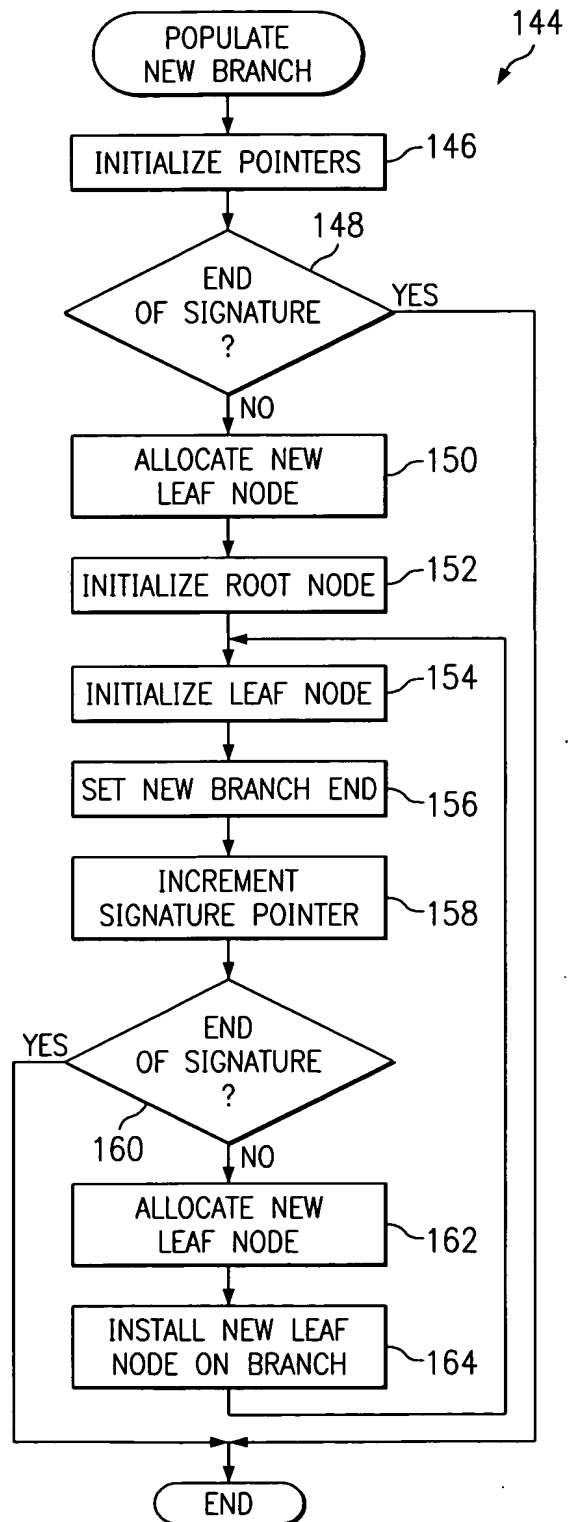 POPULATE
NEW BRANCH
144
INITIALIZE POINTERS
146
148
END
OF SIGNATURE
?
YES
NO
ALLOCATE NEW
LEAF NODE
150
INITIALIZE ROOT NODE
152
INITIALIZE LEAF NODE
154
SET NEW BRANCH END
156
INCREMENT
SIGNATURE POINTER
158
END
OF SIGNATURE
?
YES
160
NO
ALLOCATE NEW
LEAF NODE
162
INSTALL NEW LEAF
NODE ON BRANCH
164
END